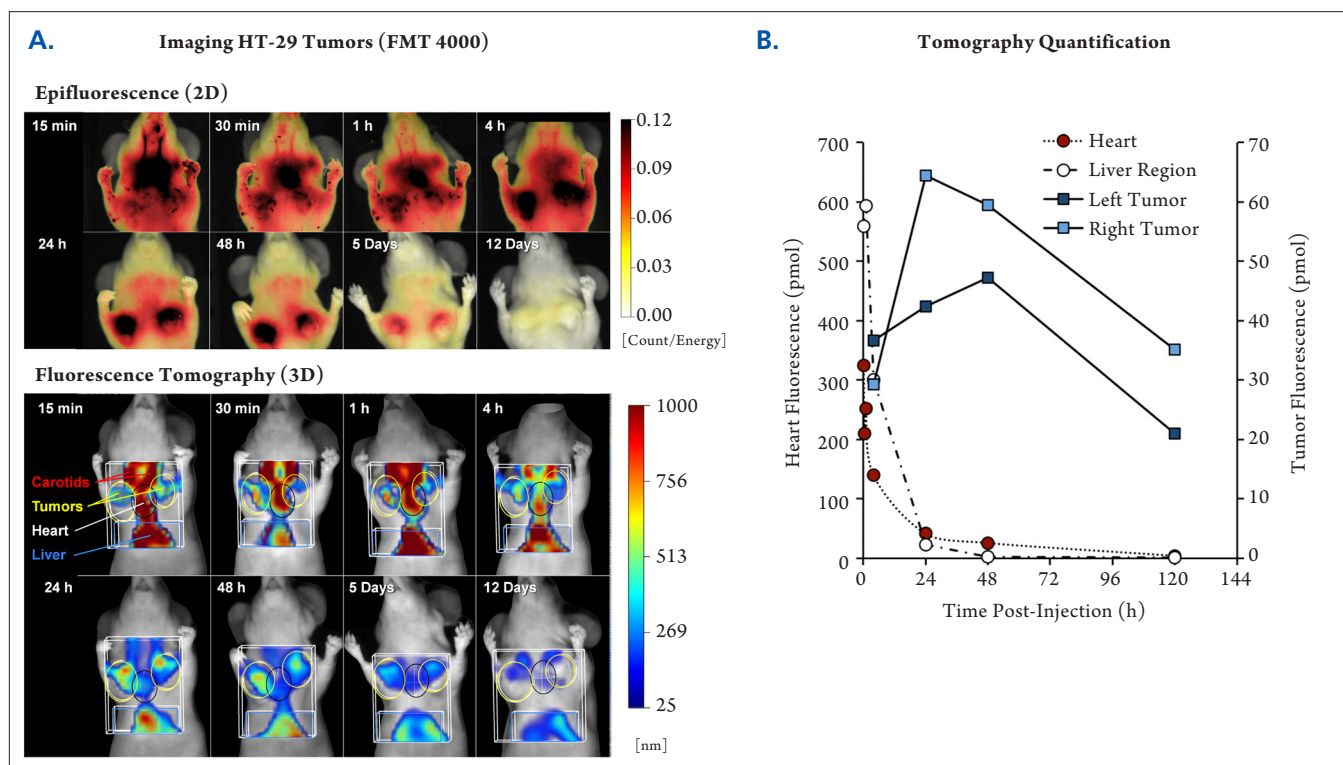 A. Imaging HT-29 Tumors (FMT 4000)
Epifluorescence (2D)
15 min 30 min 1 h 4 h
24 h 48 h 5 Days 12 Days
0.12
0.09
0.06
0.03
0.00
[Count/Energy]
Fluorescence Tomography (3D)
15 min 30 min 1 h 4 h
Carotids
Tumors
Heart
Liver
24 h 48 h 5 Days 12 Days
1000
756
513
269
25
[nm]
B. Tomography Quantification
Heart
Liver Region
Left Tumor
Right Tumor
Heart Fluorescence (pmol)
700
600
500
400
300
200
100
0
70
60
50
40
30
20
10
0
Tumor Fluorescence (pmol)
0 24 48 72 96 120 144
Time Post-Injection (h)